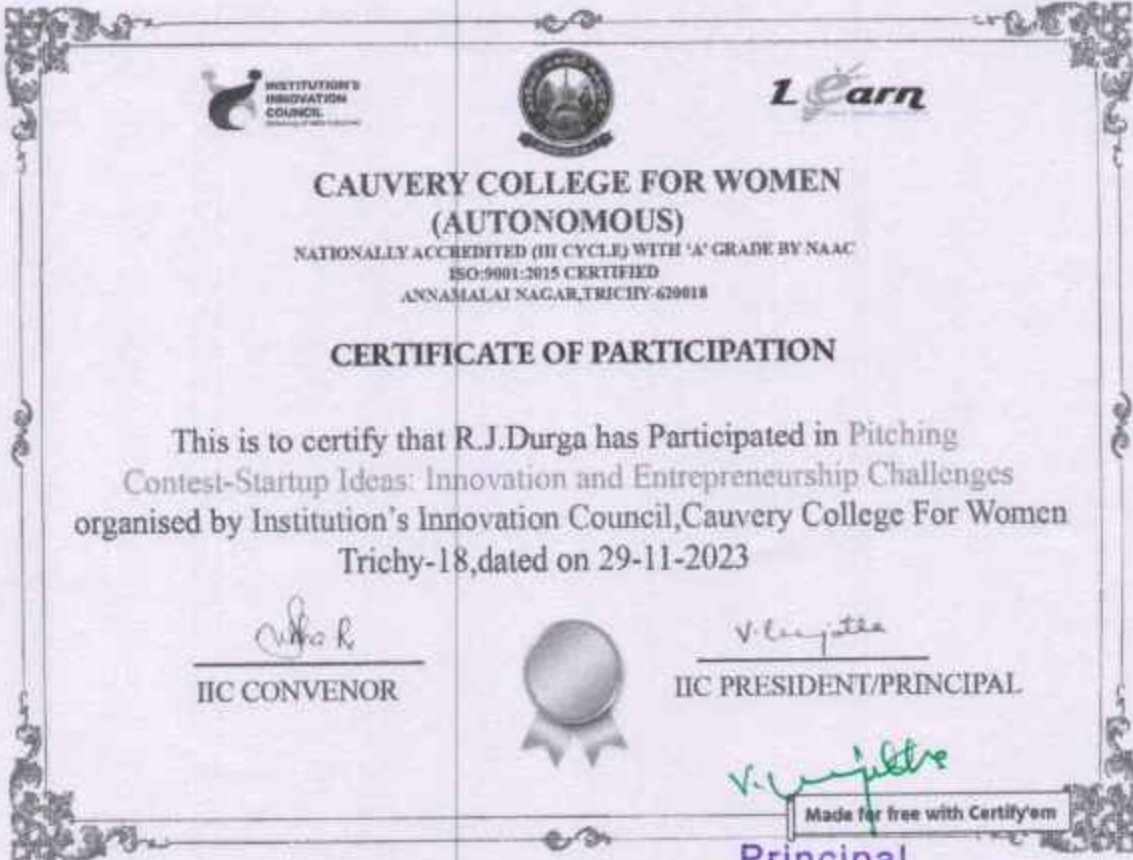 INSTITUTION'S
INNOVATION
COUNCIL
L earn
CAUVERY COLLEGE FOR WOMEN
(AUTONOMOUS)
NATIONALLY ACCREDITED (III CYCLE) WITH 'A' GRADE BY NAAC
ISO:9001:2015 CERTIFIED
ANNAMALAI NAGAR,TRICHY-620018
CERTIFICATE OF PARTICIPATION
This is to certify that R.J.Durga has Participated in Pitching
Contest-Startup Ideas: Innovation and Entrepreneurship Challenges
organised by Institution's Innovation Council,Cauvery College For Women
Trichy-18,dated on 29-11-2023
IIC CONVENOR
IIC PRESIDENT/PRINCIPAL
Made for free with Certify'em
Principal